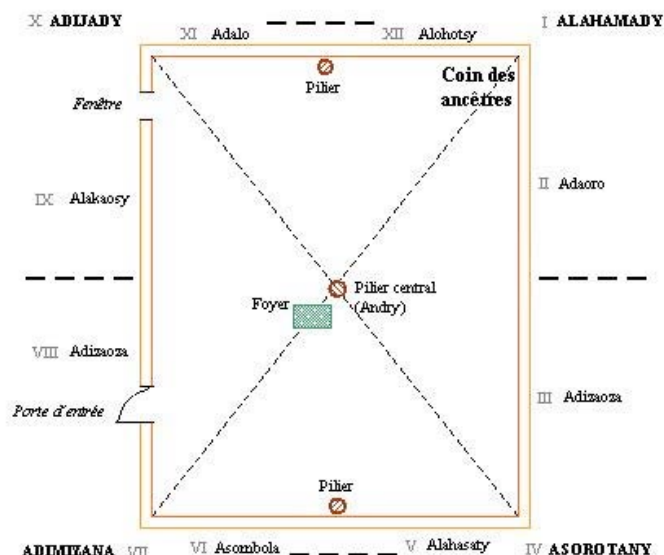 X ADIJADY
I ALAHAMADY
XI Adalo
XII Alohotsy
Coin des
ancêtres
Pilier
Fenêtre
II Adaoro
IX Alakaosy
Pilier central
(Andry)
Foyer
VIII Adizaoza
III Adizaoza
Porte d'entrée
Pilier
ADIMIZANA VII
VI Asombola
V Alahasaty
IV ASOROTANY